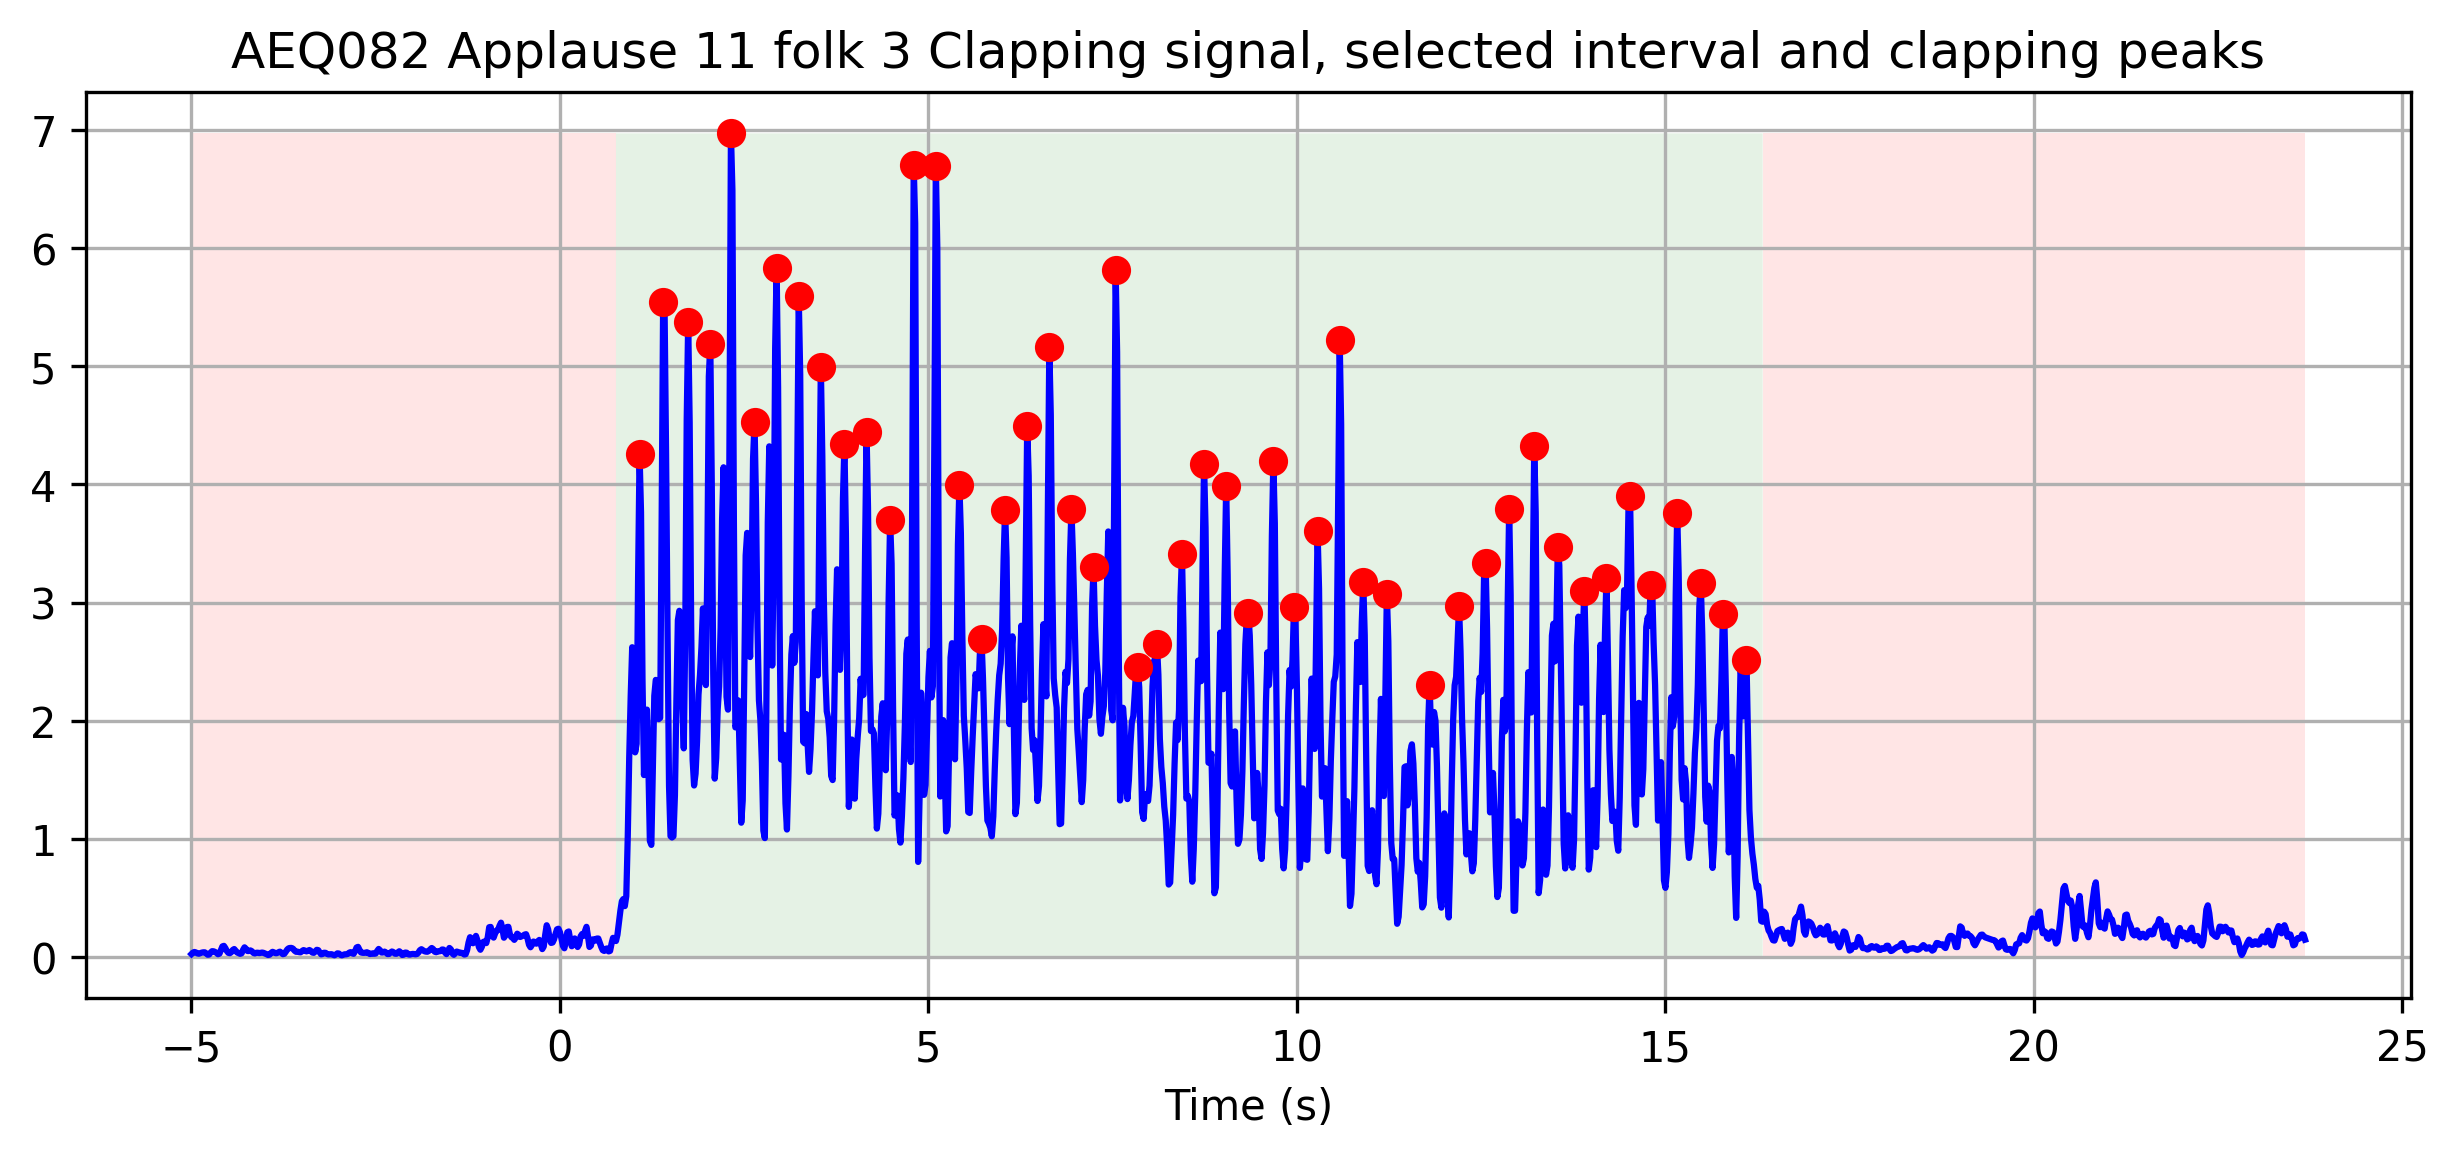 AEQ082 Applause 11 folk 3 Clapping signal, selected interval and clapping peaks
7
6
5
4
3
2
1
0
−5 0 5 10 15 20 25
Time (s)